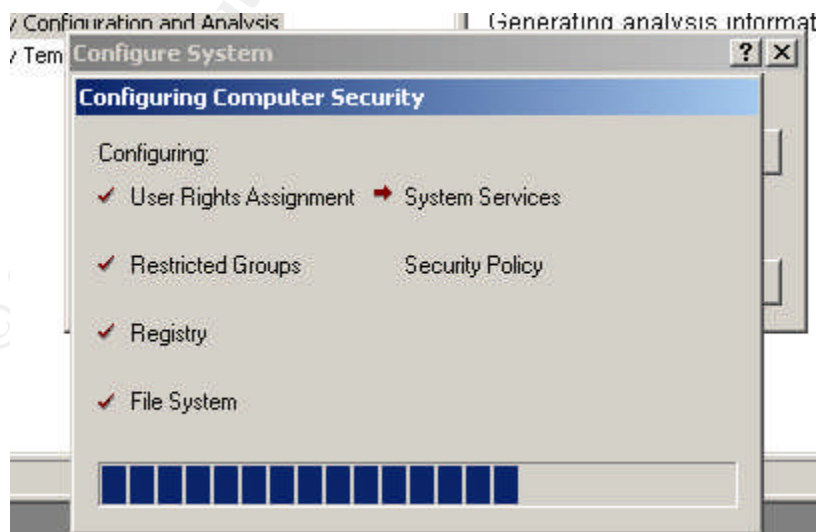 y Configuration and Analysis
Generating analysis informat
y Tem
Configure System
Configuring Computer Security
Configuring:
User Rights Assignment
System Services
Restricted Groups
Security Policy
Registry
File System